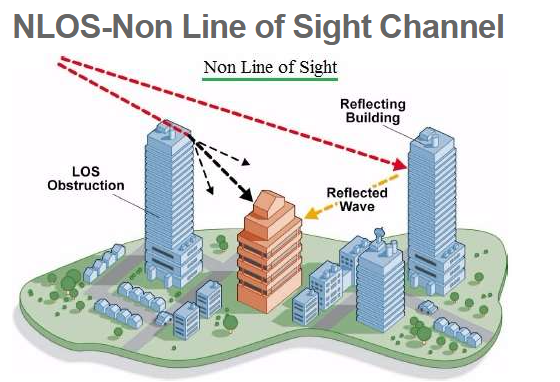 NLOS-Non Line of Sight Channel
Non Line of Sight
Reflecting
Building
LOS
Obstruction
Reflected
Wave